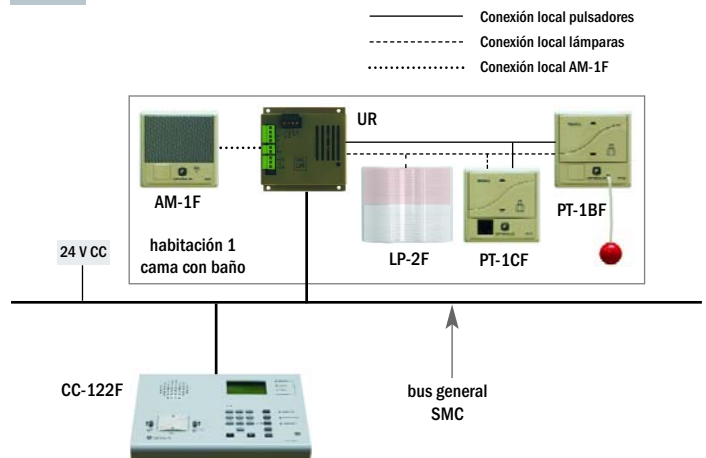 Conexión local pulsadores
Conexión local lámparas
Conexión local AM-1F
UR
AM-1F
PT-1BF
habitación 1
cama con baño
LP-2F
PT-1CF
24 V CC
CC-122F
bus general
SMC